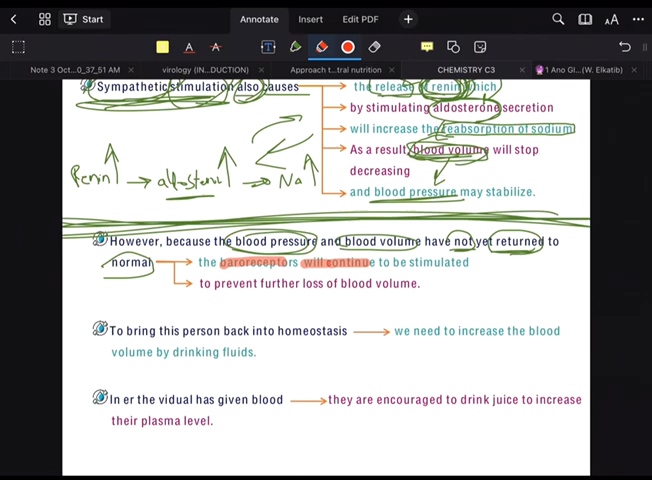 Start
Annotate
Insert
Edit PDF
Note 3 Oct...0_37_51 AM
virology (IN...DUCTION)
Approach t...tral nutrition
CHEMISTRY C3
1 Ano GI...(W. Elkatib)
Sympathetic stimulation also causes
the release of renin which
by stimulating aldosterone secretion
will increase the reabsorption of sodium
As a result, blood volume will stop
decreasing
and blood pressure may stabilize.
Renin → aldosteron → Na
However, because the blood pressure and blood volume have not yet returned to
normal
the baroreceptors will continue to be stimulated
to prevent further loss of blood volume.
To bring this person back into homeostasis
we need to increase the blood
volume by drinking fluids.
In er the vidual has given blood
they are encouraged to drink juice to increase
their plasma level.